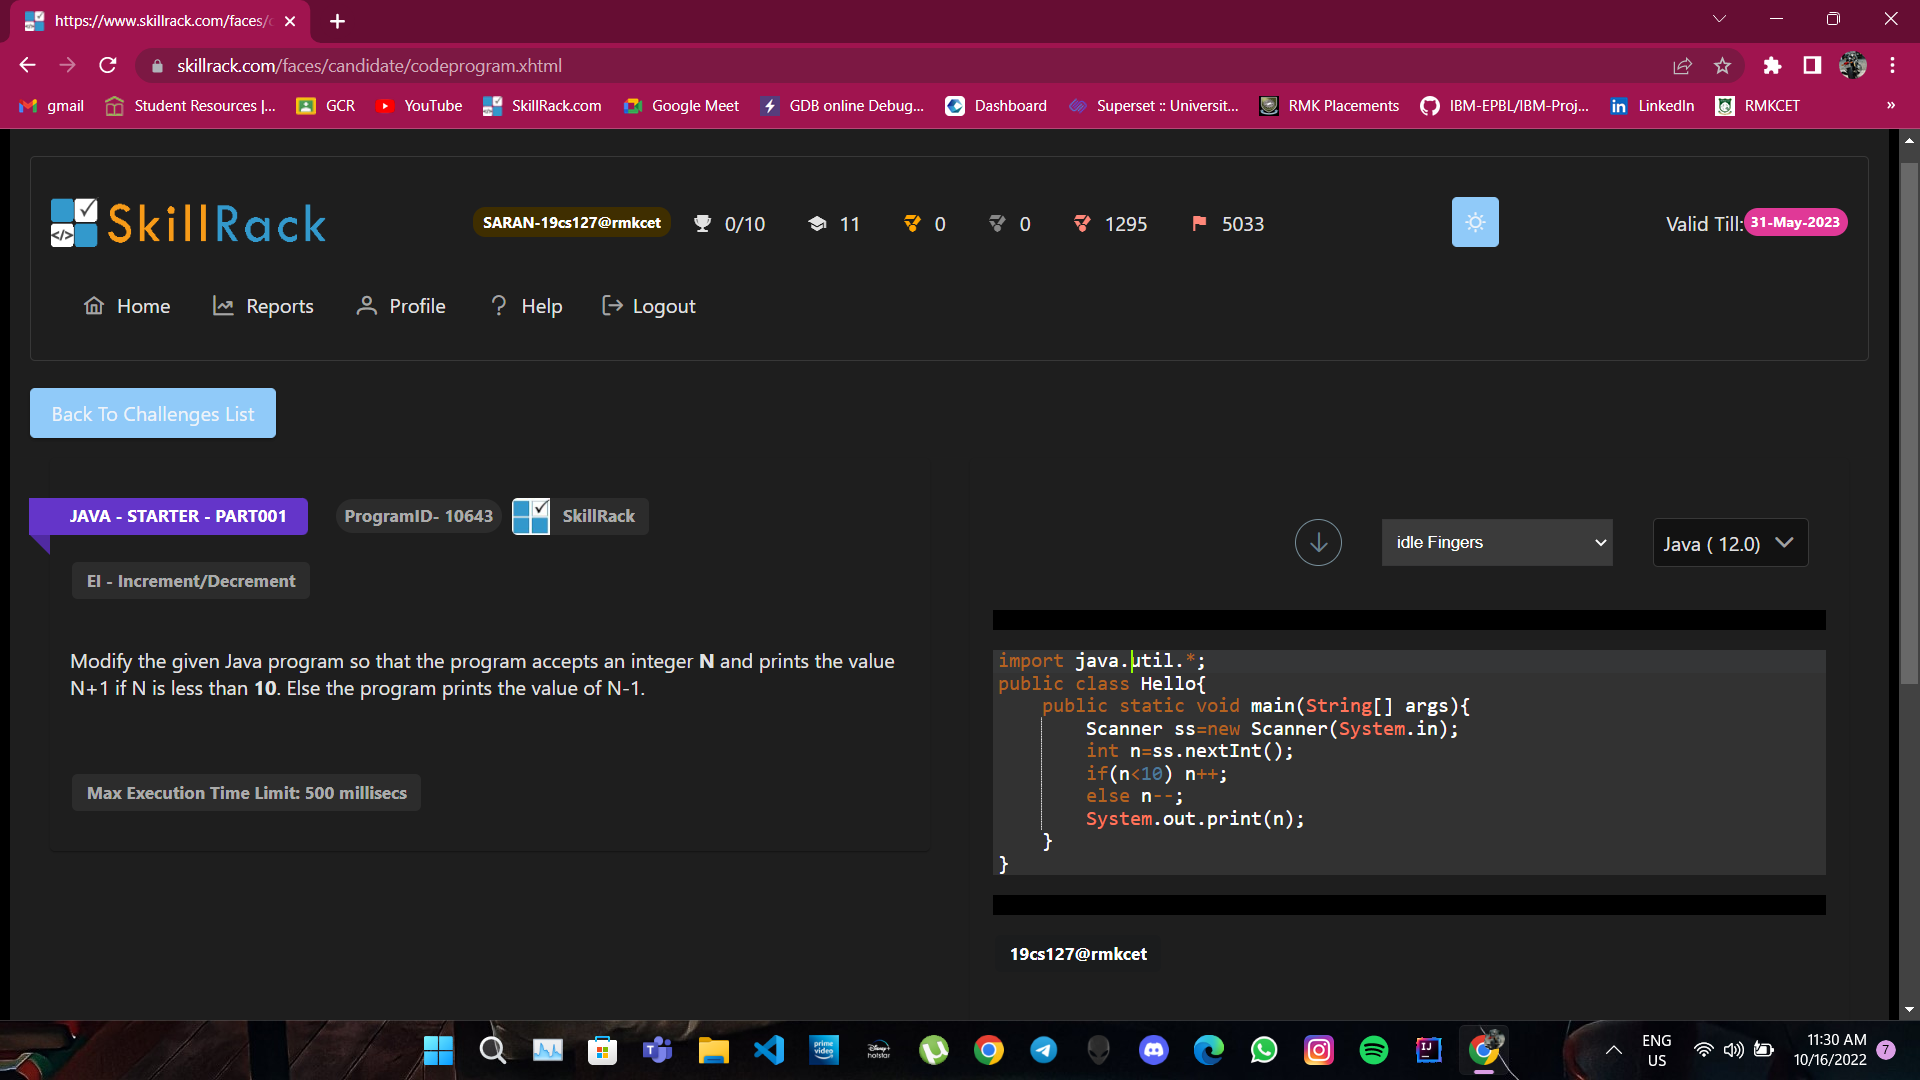 https://www.skillrack.com/faces/c
skillrack.com/faces/candidate/codeprogram.xhtml
gmail
Student Resources |...
GCR
YouTube
SkillRack.com
Google Meet
GDB online Debug...
Dashboard
Superset :: Universit...
RMK Placements
IBM-EPBL/IBM-Proj...
LinkedIn
RMKCET
»
SkillRack
SARAN-19cs127@rmkcet
0/10
11
0
0
1295
5033
Valid Till: 31-May-2023
Home
Reports
Profile
Help
Logout
Back To Challenges List
JAVA - STARTER - PART001
ProgramID- 10643
SkillRack
idle Fingers
Java ( 12.0)
EI - Increment/Decrement
Modify the given Java program so that the program accepts an integer N and prints the value
N+1 if N is less than 10. Else the program prints the value of N-1.
Max Execution Time Limit: 500 millisecs
import java.util.*;
public class Hello{
    public static void main(String[] args){
        Scanner ss=new Scanner(System.in);
        int n=ss.nextInt();
        if(n<10) n++;
        else n--;
        System.out.print(n);
    }
}
19cs127@rmkcet
prime
video
Disney+
hotstar
ENG
US
11:30 AM
10/16/2022
7